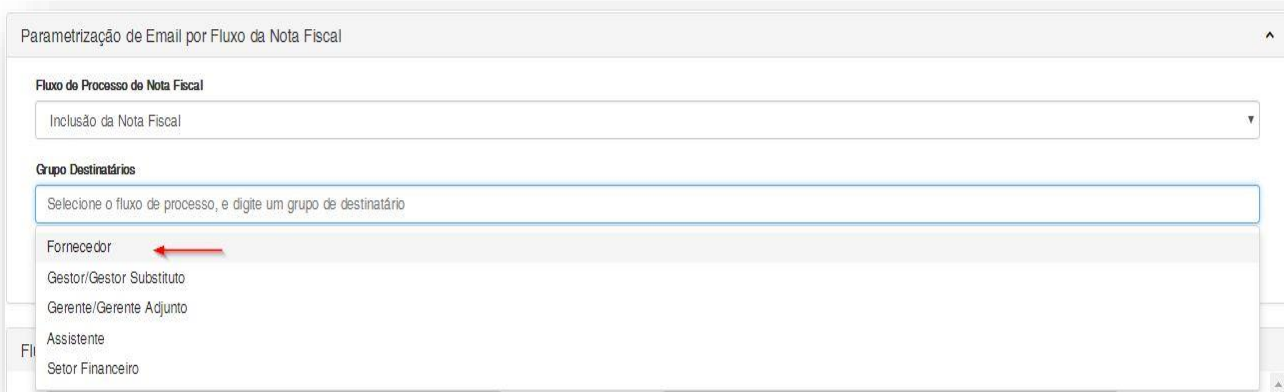 Parametrização de Email por Fluxo da Nota Fiscal
Fluxo de Processo de Nota Fiscal
Inclusão da Nota Fiscal
Grupo Destinatários
Selecione o fluxo de processo, e digite um grupo de destinatário
Fornecedor
Gestor/Gestor Substituto
Gerente/Gerente Adjunto
Assistente
Setor Financeiro